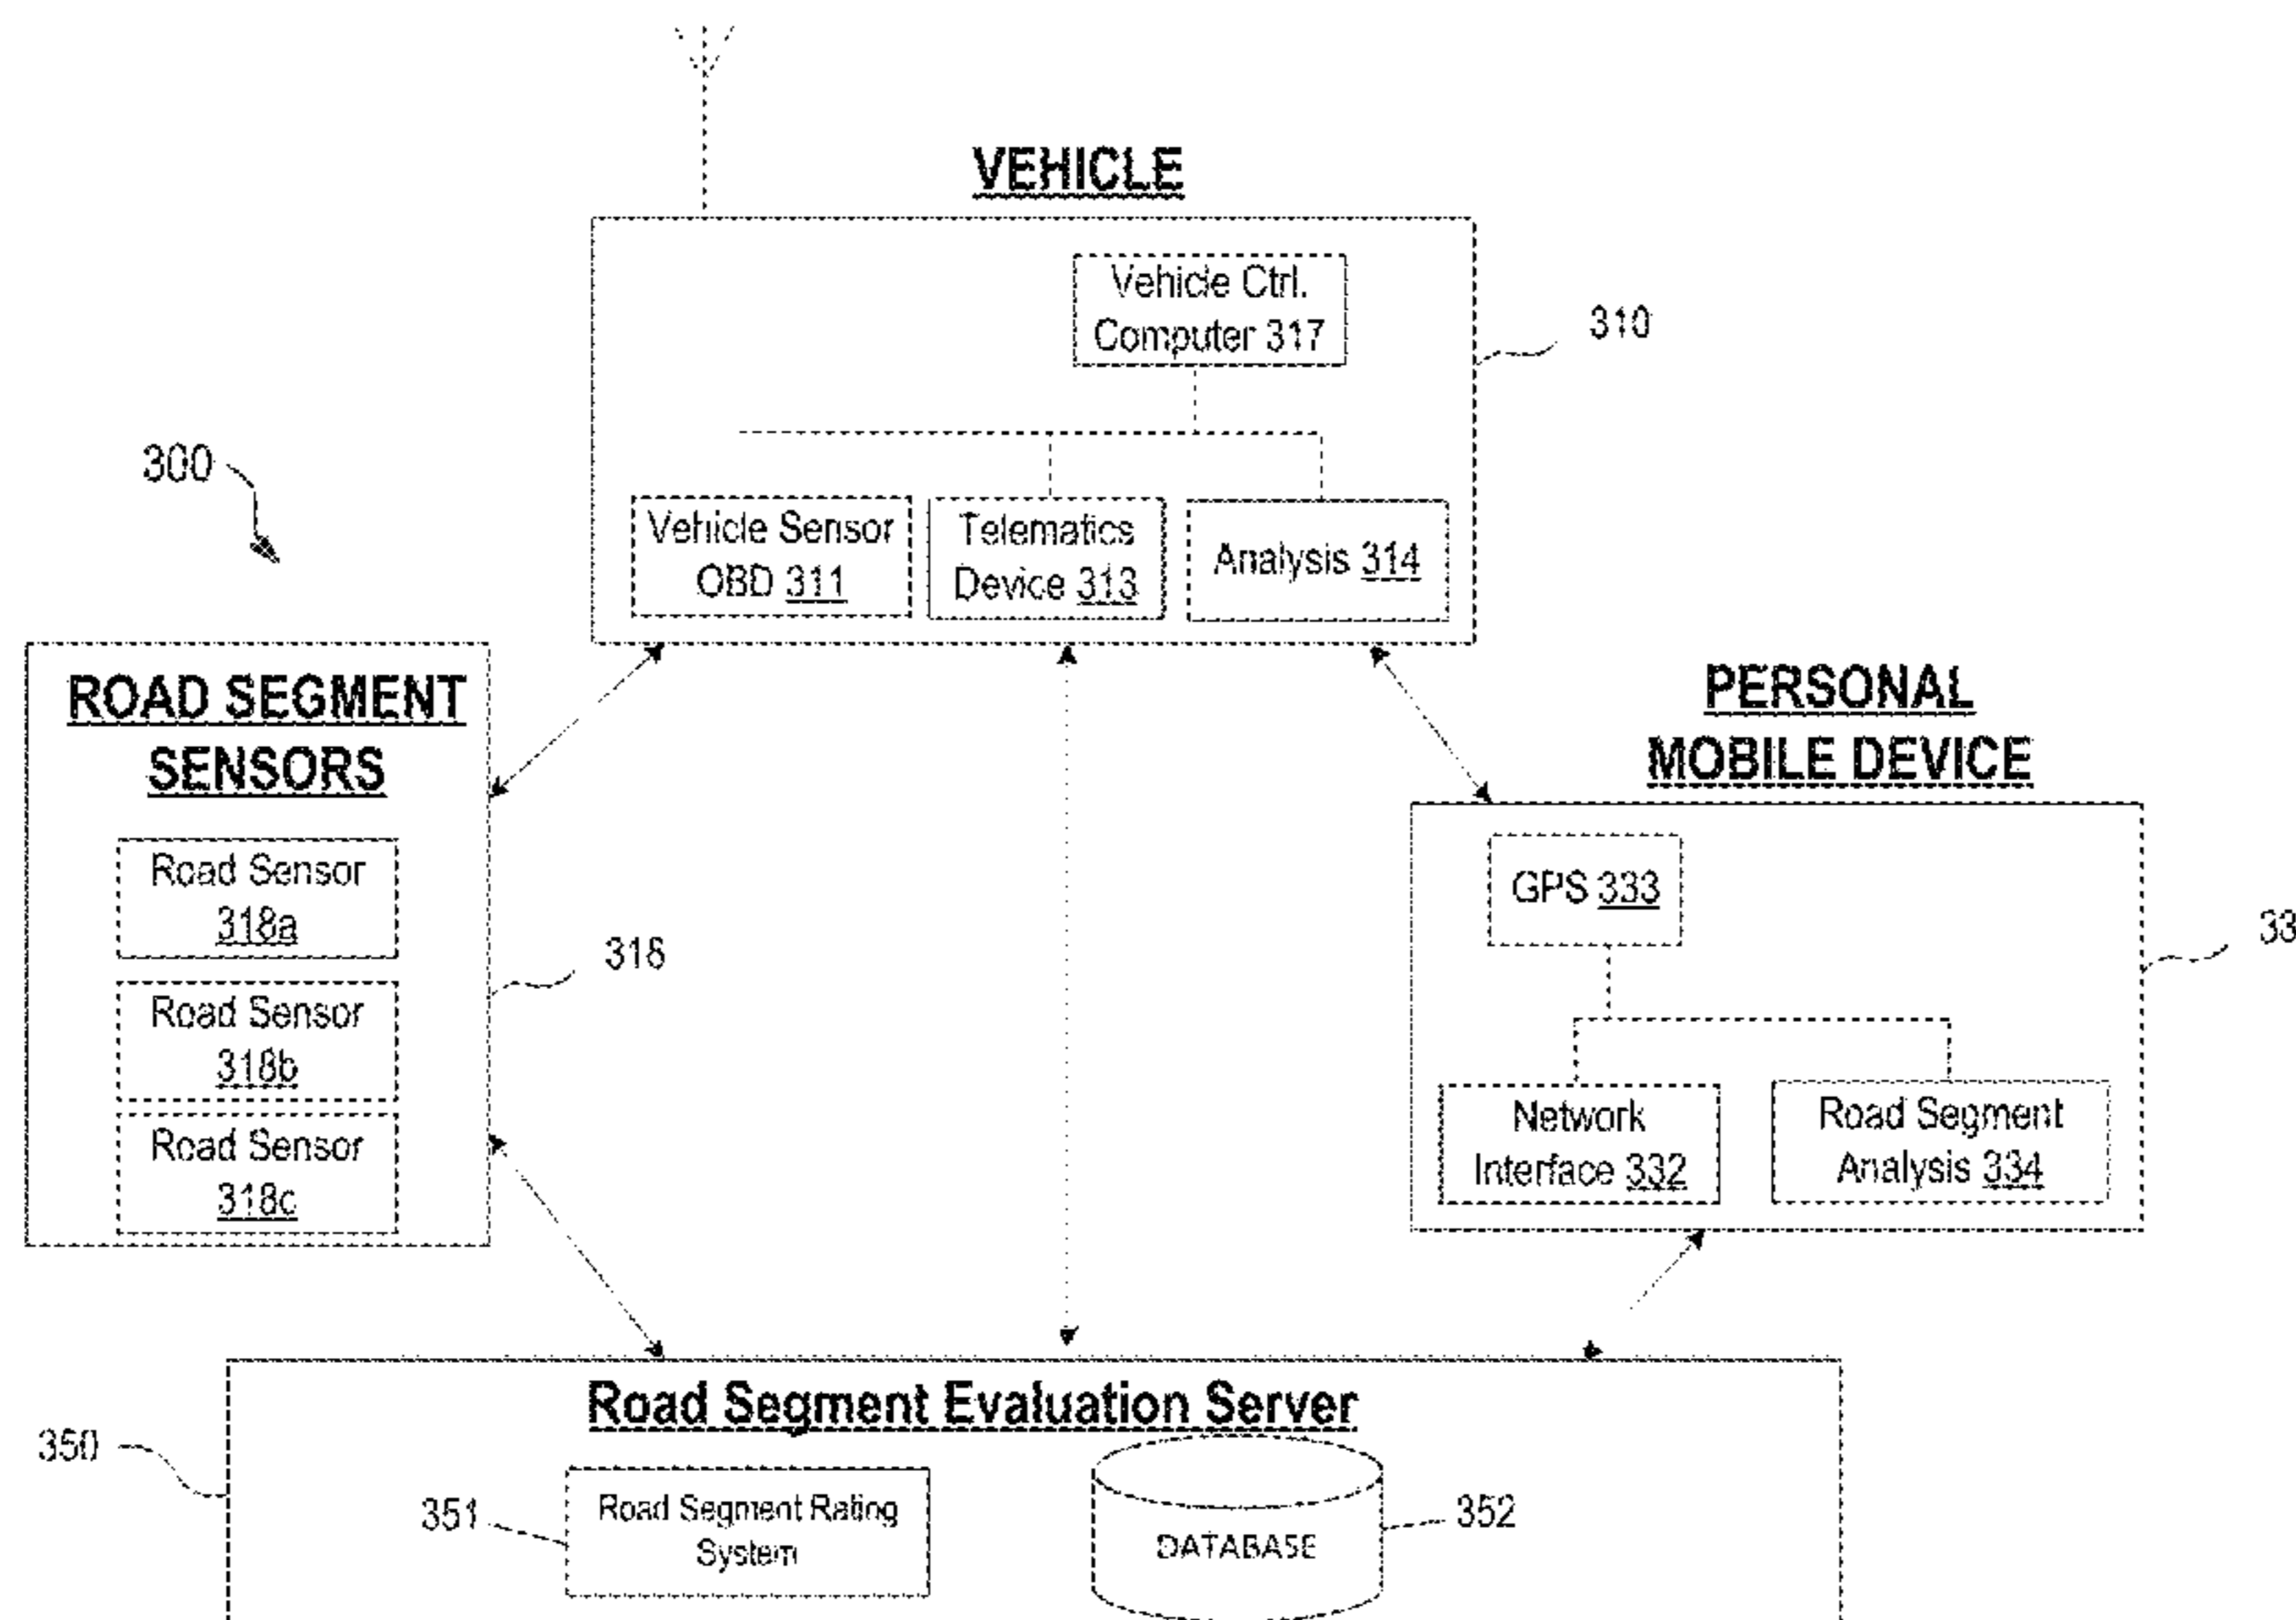 VEHICLE
Vehicle Ctrl.
Computer 317
310
300
Vehicle Sensor
OBD 311
Telematics
Device 313
Analysis 314
ROAD SEGMENT
SENSORS
Road Sensor
318a
Road Sensor
318b
Road Sensor
318c
318
PERSONAL
MOBILE DEVICE
GPS 333
33
Network
Interface 332
Road Segment
Analysis 334
Road Segment Evaluation Server
350
351
Road Segment Rating
System
DATABASE
352